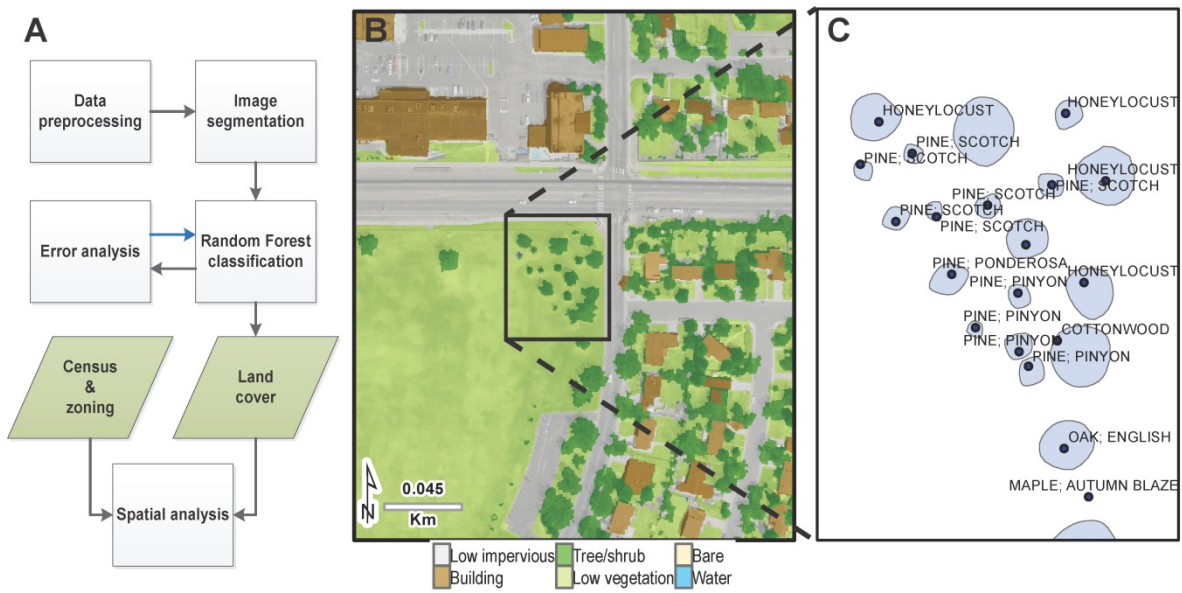 A
Data
preprocessing
Image
segmentation
Error analysis
Random Forest
classification
Census
&
zoning
Land
cover
Spatial analysis
B
N
0.045
Km
Low impervious
Tree/shrub
Bare
Building
Low vegetation
Water
C
HONEYLOCUST
HONEYLOCUST
PINE; SCOTCH
PINE; SCOTCH
HONEYLOCUST
PINE; SCOTCH
PINE; SCOTCH
PINE; SCOTCH
PINE; SCOTCH
PINE; PONDEROSA
HONEYLOCUST
PINE; PINYON
PINE; PINYON
COTTONWOOD
PINE; PINYON
PINE; PINYON
OAK; ENGLISH
MAPLE; AUTUMN BLAZE